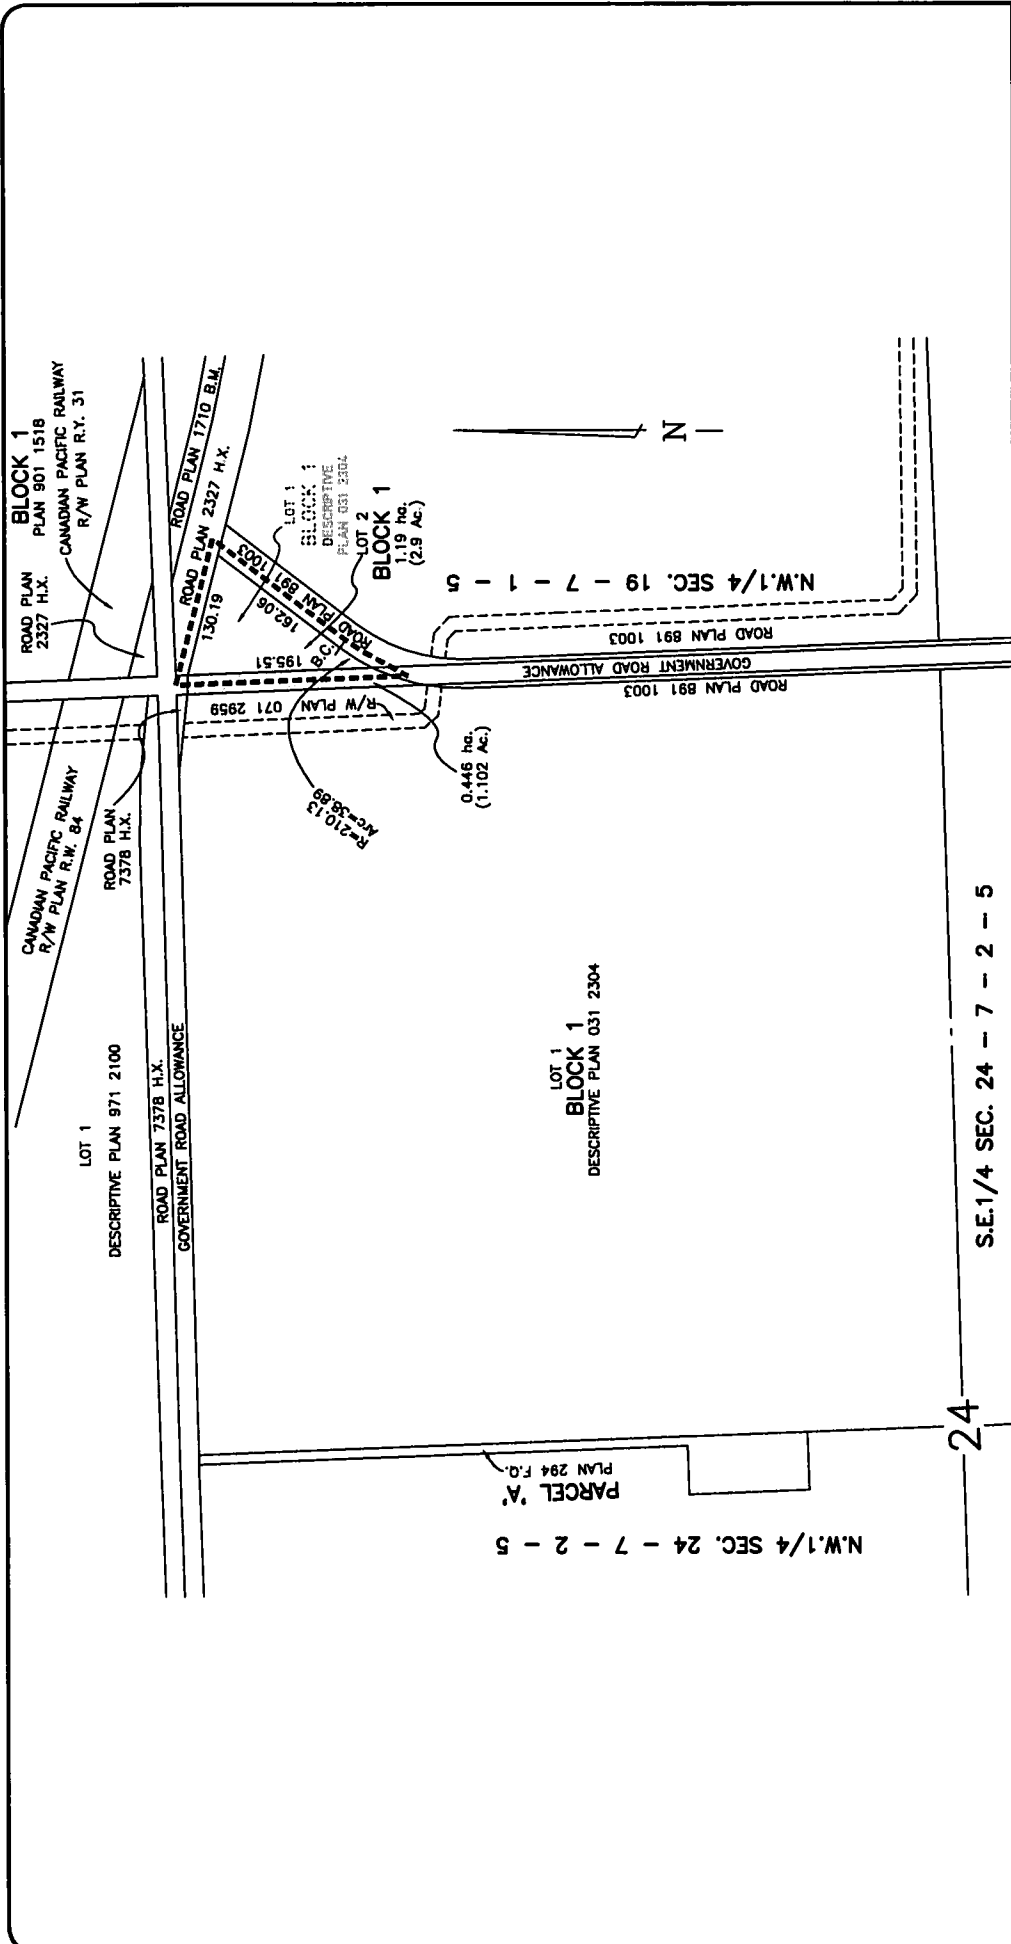 BLOCK 1
PLAN 901 1518
CANADIAN PACIFIC RAILWAY
R/W PLAN R.Y. 31
ROAD PLAN
2327 H.X.
CANADIAN PACIFIC RAILWAY
R/W PLAN R.W. 84
ROAD PLAN
7378 H.X.
LOT 1
DESCRIPTIVE PLAN 971 2100
ROAD PLAN 7378 H.X.
GOVERNMENT ROAD ALLOWANCE
ROAD PLAN 1710 B.M.
ROAD PLAN 2327 H.X.
130.19
162.06
ROAD PLAN 891 1003
195.51
B.C.
R/W PLAN 071 2959
R=210.13
Arc=38.89
0.446 ha.
(1.102 Ac.)
LOT 1
BLOCK 1
DESCRIPTIVE
PLAN 031 2304
LOT 2
BLOCK 1
1.19 ha.
(2.9 Ac.)
N
N.W.1/4 SEC. 19 - 7 - 1 - 5
ROAD PLAN 891 1003
GOVERNMENT ROAD ALLOWANCE
ROAD PLAN 891 1003
LOT 1
BLOCK 1
DESCRIPTIVE PLAN 031 2304
S.E.1/4 SEC. 24 - 7 - 2 - 5
24
PARCEL 'A'
PLAN 294 F.Q.
N.W.1/4 SEC. 24 - 7 - 2 - 5